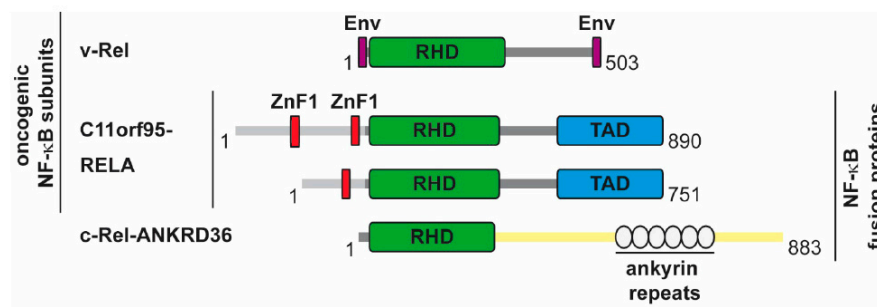 oncogenic
NF-κB subunits
Env
Env
v-Rel
RHD
1
503
ZnF1
ZnF1
C11orf95-
RELA
RHD
TAD
1
890
RHD
TAD
1
751
c-Rel-ANKRD36
RHD
1
883
ankyrin
repeats
NF-κB
fusion proteins